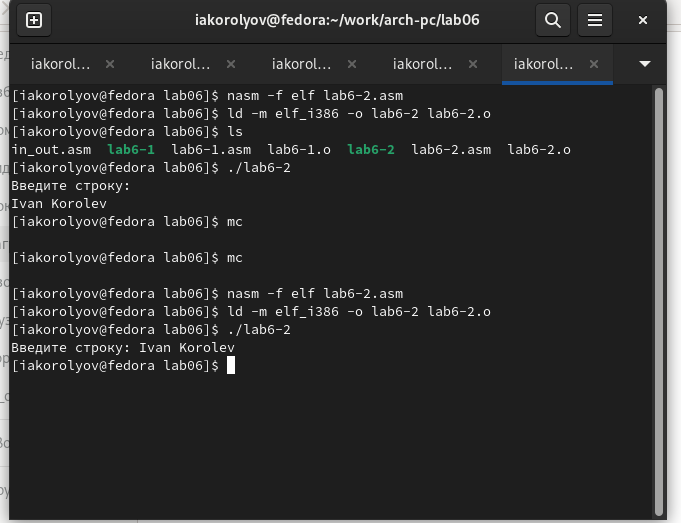 iakorolyov@fedora:~/work/arch-pc/lab06
iakorol... iakorol... iakorol... iakorol... iakorol...
[iakorolyov@fedora lab06]$ nasm -f elf lab6-2.asm
[iakorolyov@fedora lab06]$ ld -m elf_i386 -o lab6-2 lab6-2.o
[iakorolyov@fedora lab06]$ ls
in_out.asm lab6-1 lab6-1.asm lab6-1.o lab6-2 lab6-2.asm lab6-2.o
[iakorolyov@fedora lab06]$ ./lab6-2
Введите строку:
Ivan Korolev
[iakorolyov@fedora lab06]$ mc
[iakorolyov@fedora lab06]$ mc
[iakorolyov@fedora lab06]$ nasm -f elf lab6-2.asm
[iakorolyov@fedora lab06]$ ld -m elf_i386 -o lab6-2 lab6-2.o
[iakorolyov@fedora lab06]$ ./lab6-2
Введите строку: Ivan Korolev
[iakorolyov@fedora lab06]$